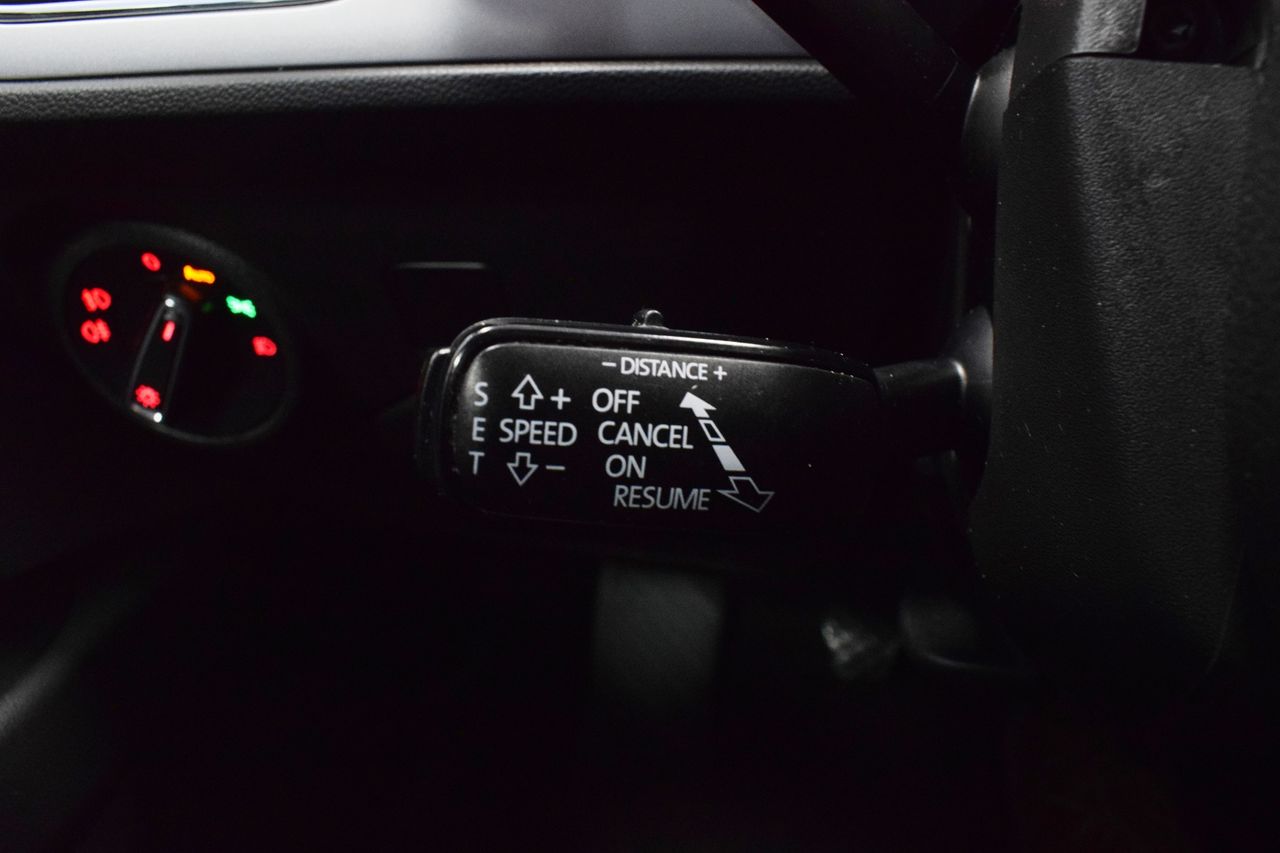 − DISTANCE +
S + OFF
E SPEED CANCEL
T − ON
RESUME